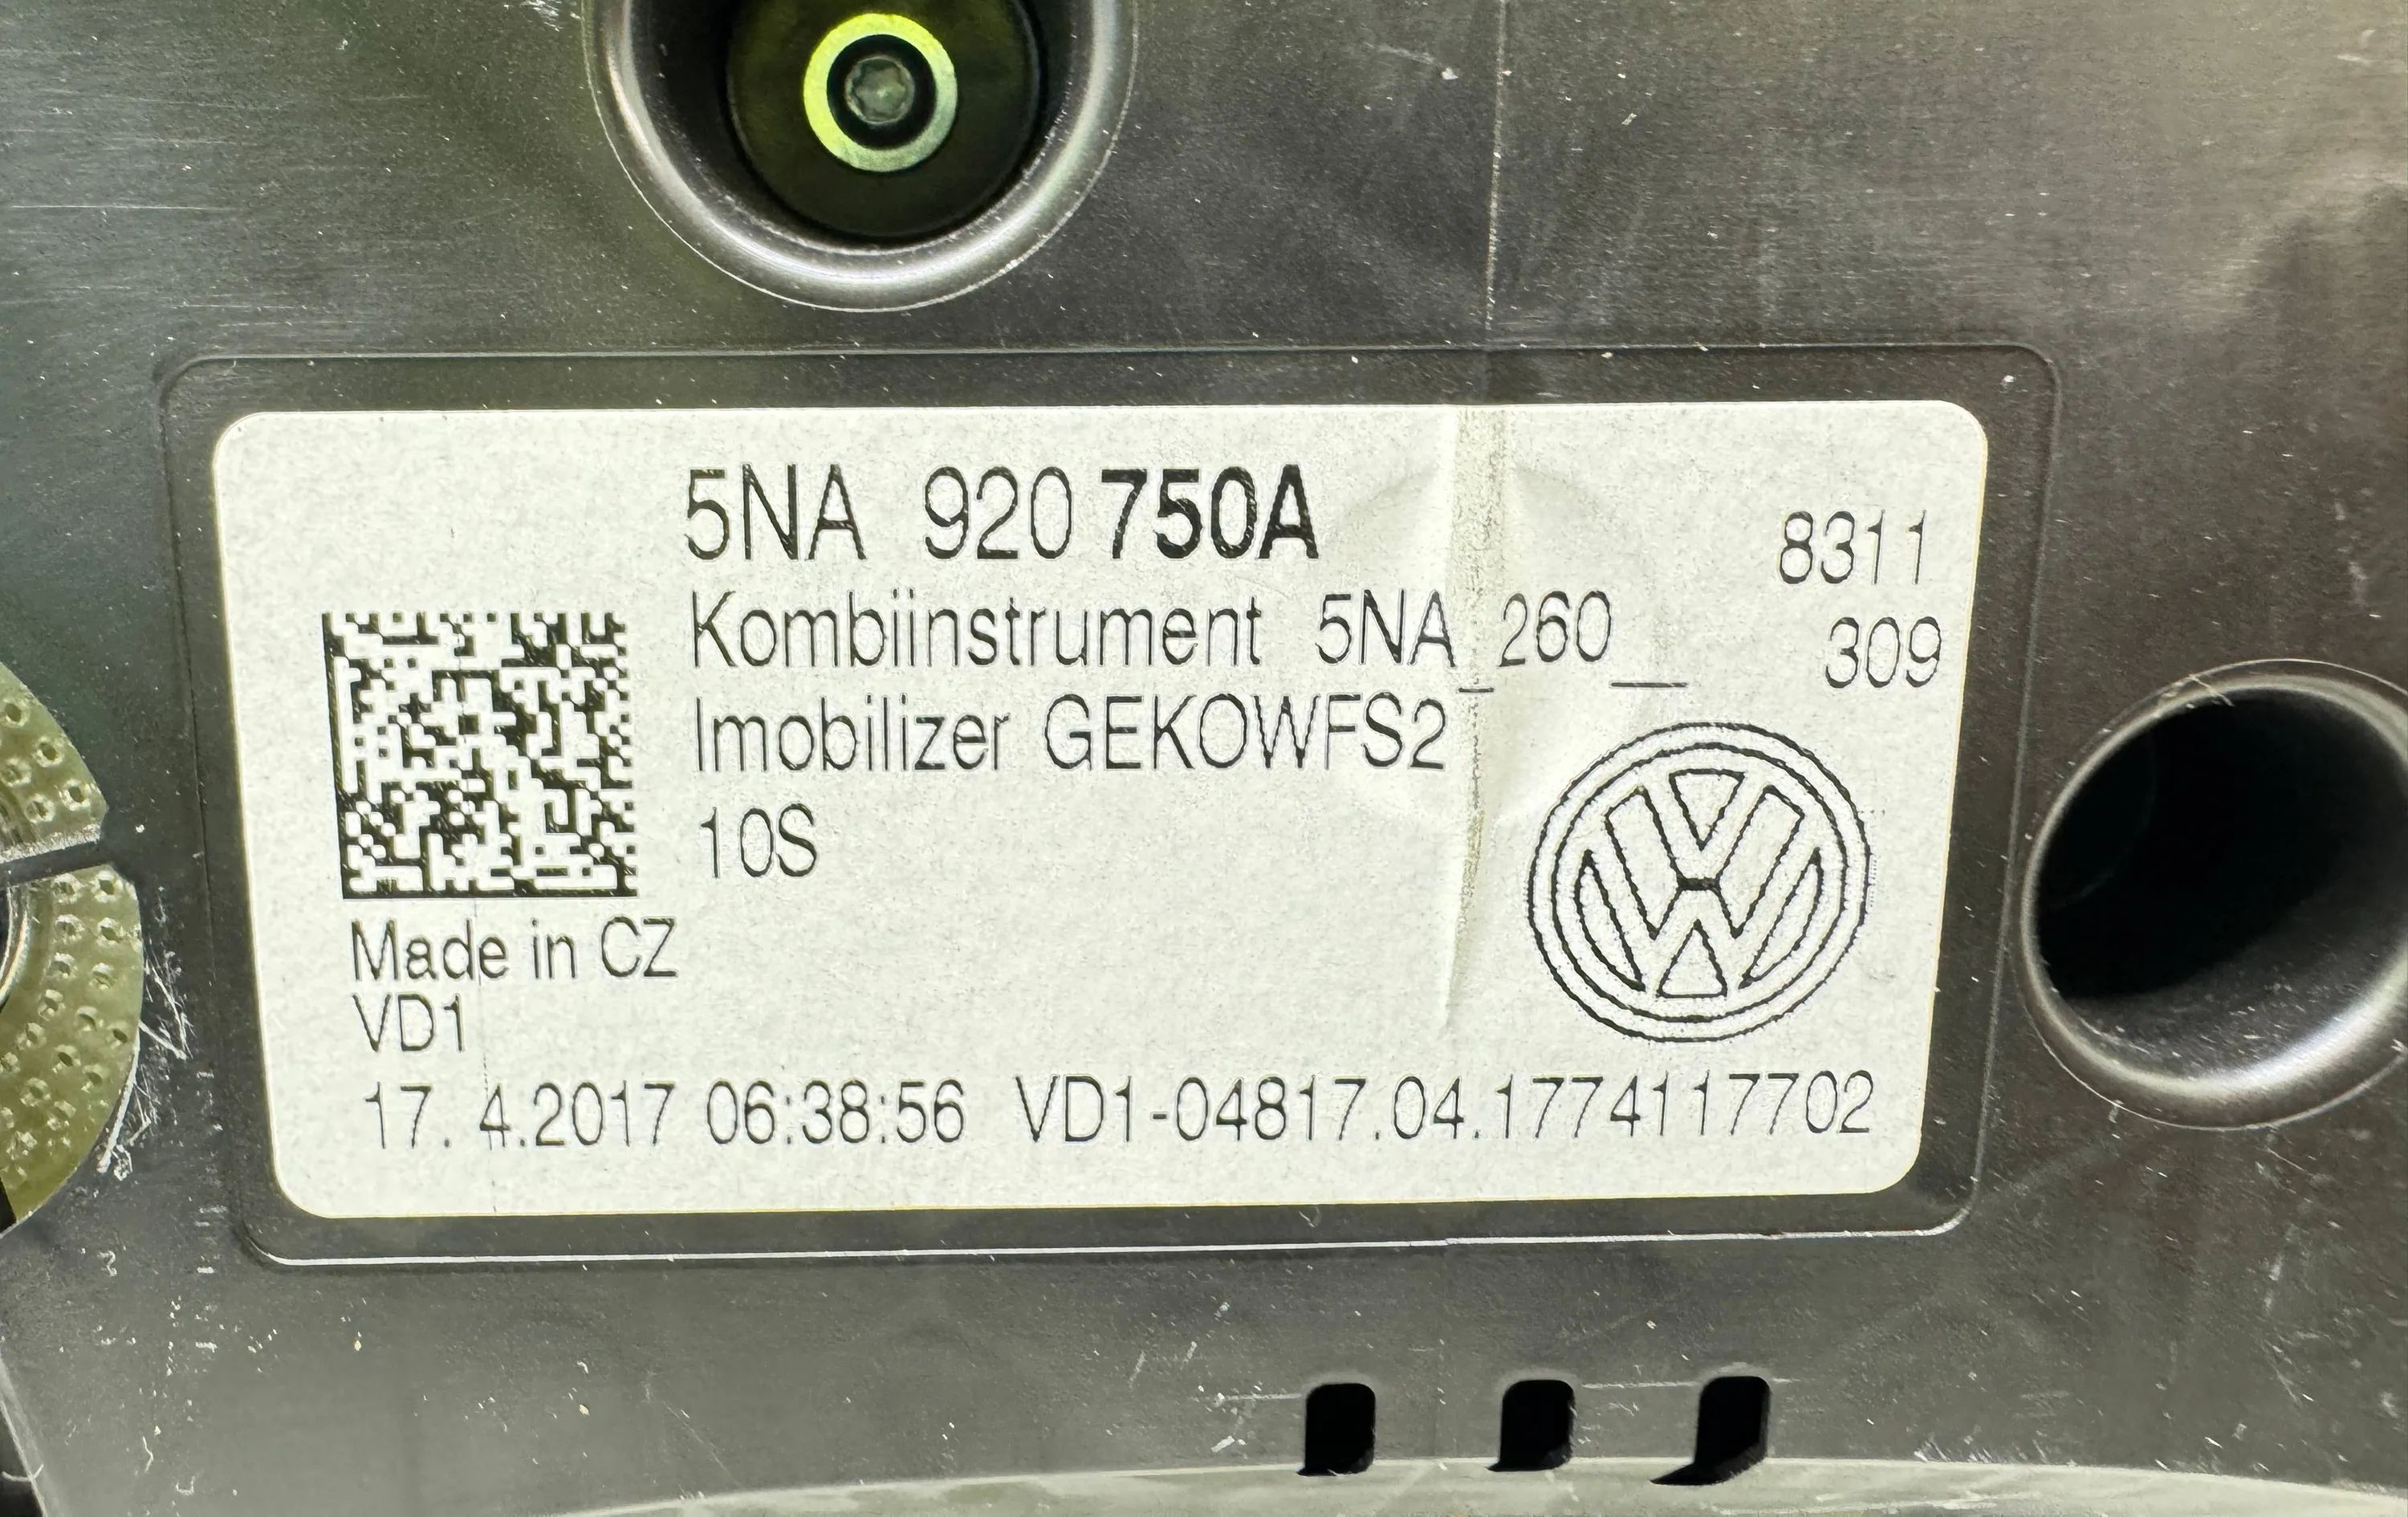 5NA 920 750A
8311
Kombiinstrument 5NA_260__
309
Imobilizer GEKOWFS2
10S
Made in CZ
VD1
17. 4.2017 06:38:56 VD1-04817.04.1774117702